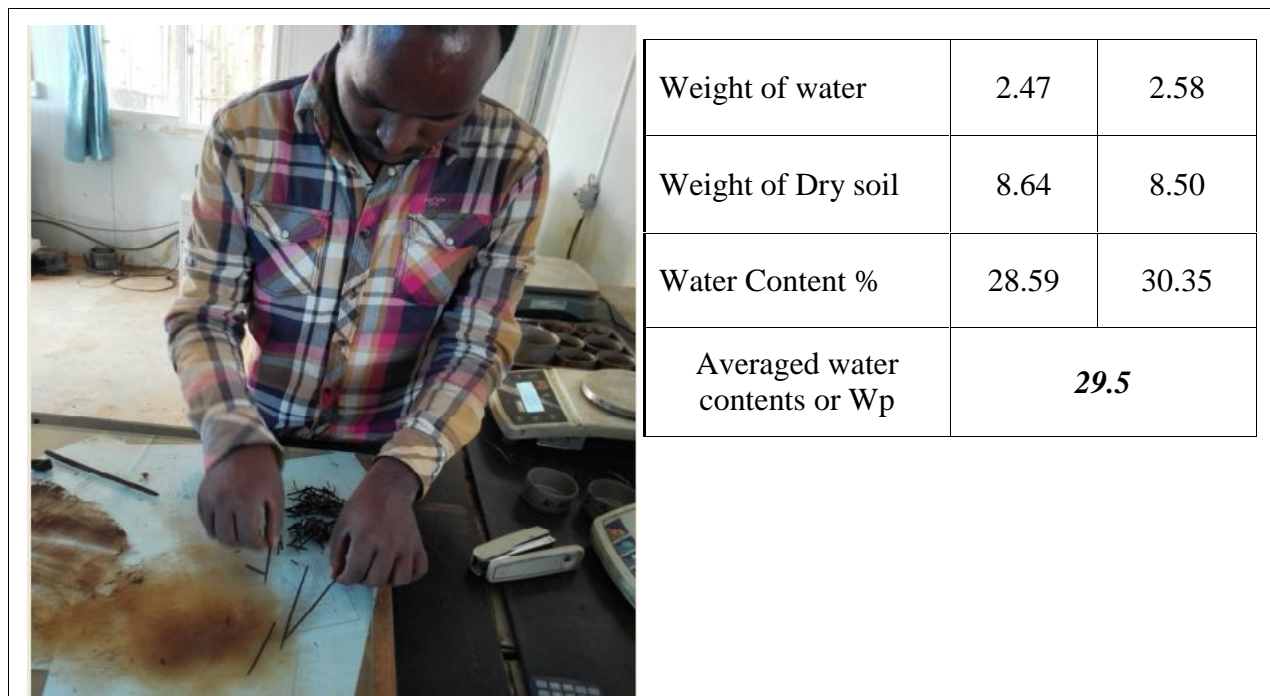 Weight of water 2.47 2.58
Weight of Dry soil 8.64 8.50
Water Content % 28.59 30.35
Averaged water
contents or Wp 29.5